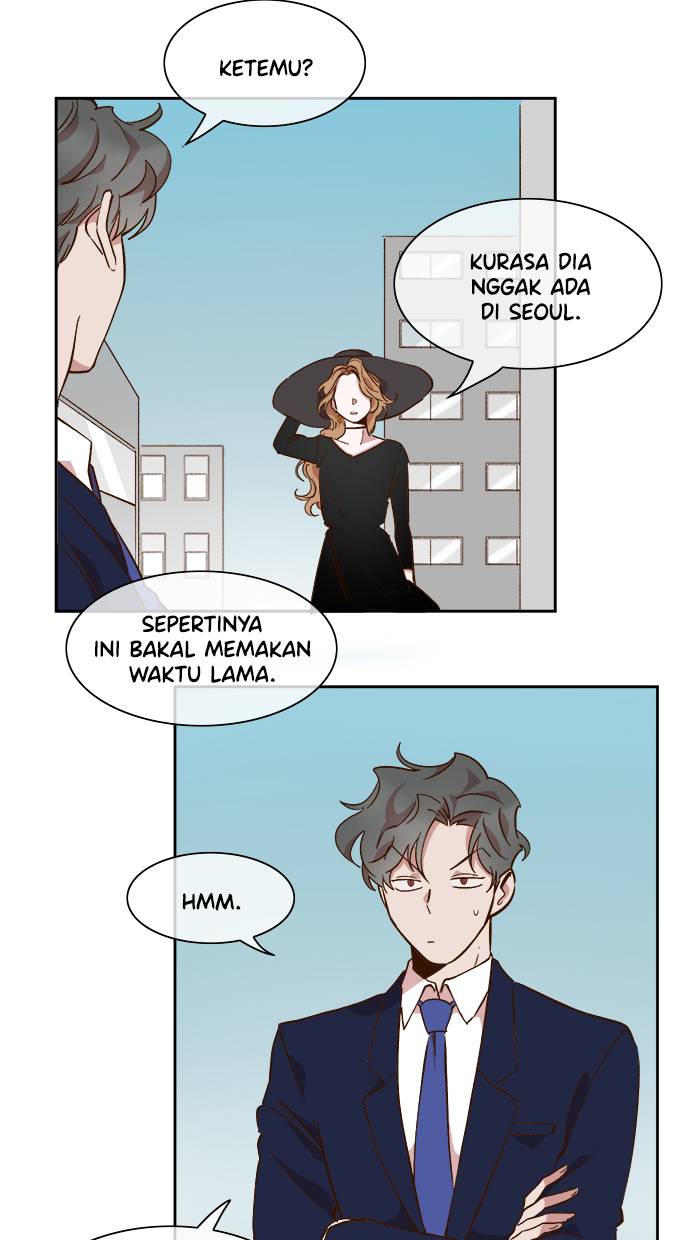 KETEMU?
KURASA DIA
NGGAK ADA
DI SEOUL.
SEPERTINYA
INI BAKAL MEMAKAN
WAKTU LAMA.
HMM.